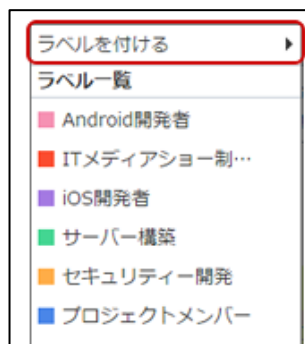 ラベルを付ける
ラベル一覧
Android開発者
ITメディアショー制…
iOS開発者
サーバー構築
セキュリティー開発
プロジェクトメンバー